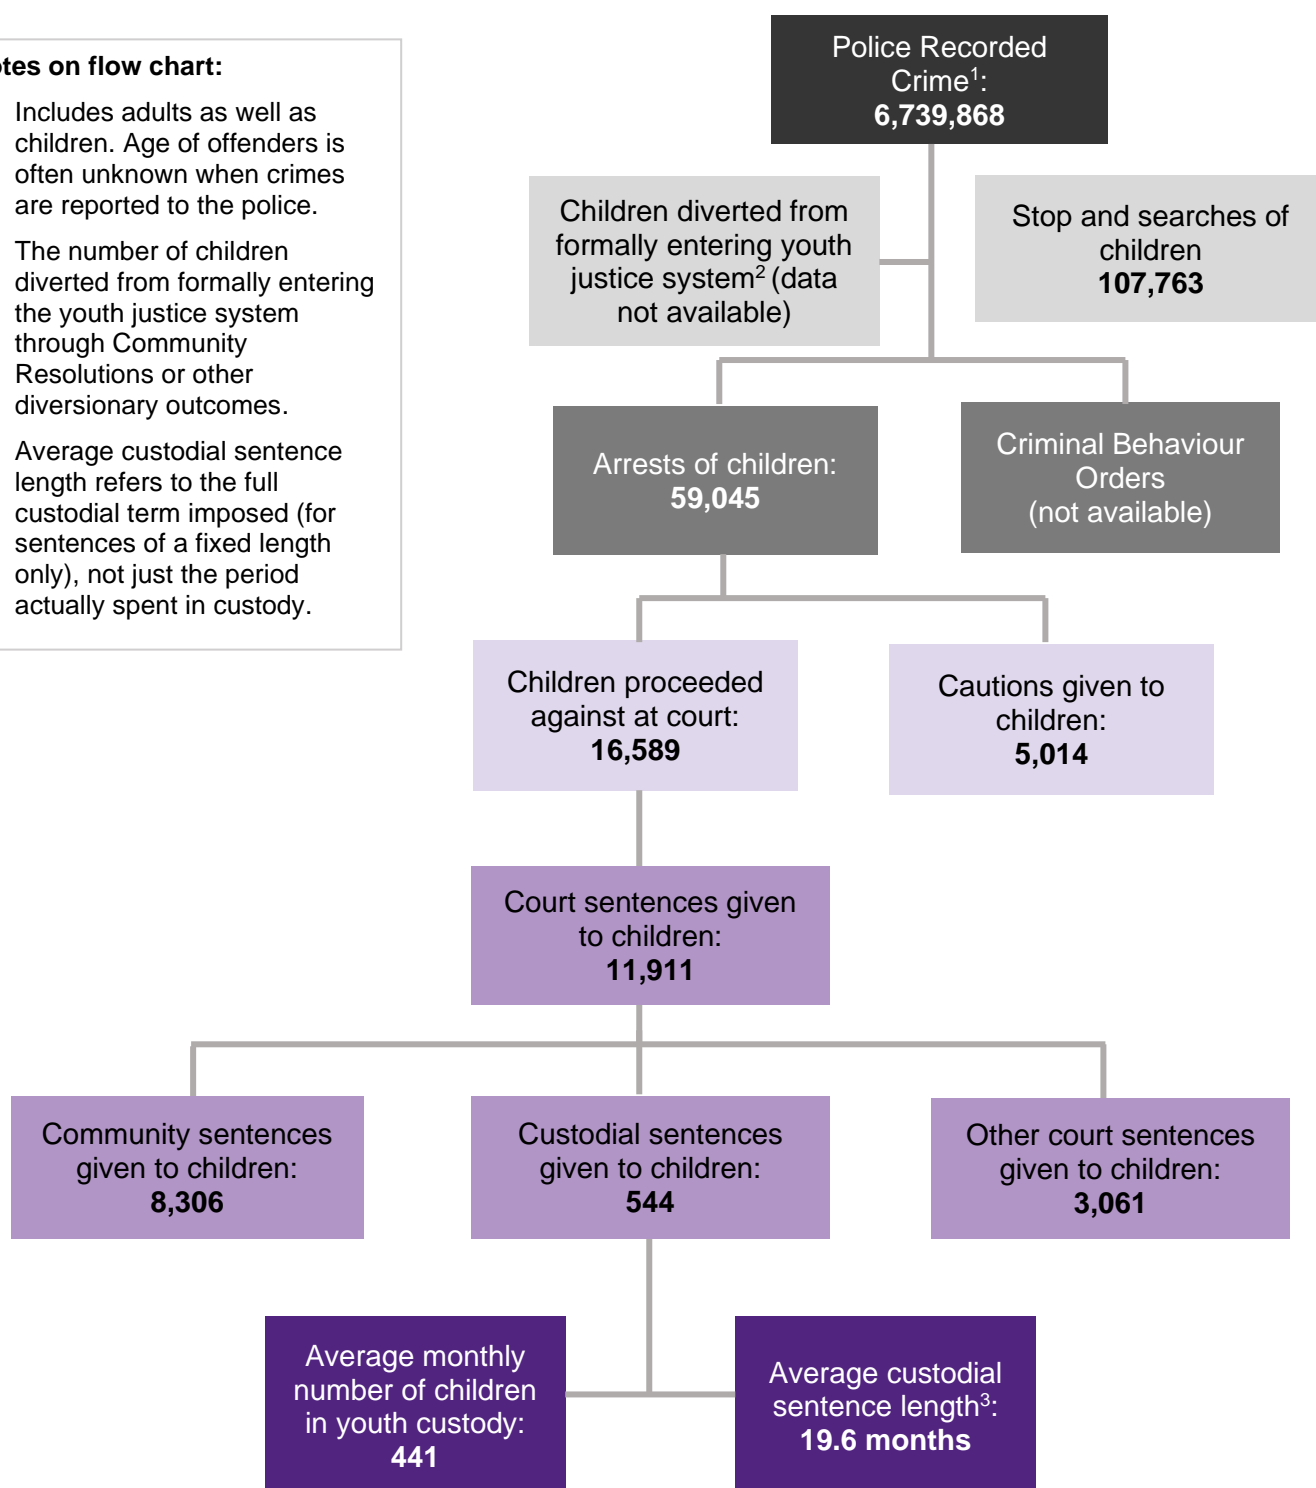 otes on flow chart:
Includes adults as well as
children. Age of offenders is
often unknown when crimes
are reported to the police.
The number of children
diverted from formally entering
the youth justice system
through Community
Resolutions or other
diversionary outcomes.
Average custodial sentence
length refers to the full
custodial term imposed (for
sentences of a fixed length
only), not just the period
actually spent in custody.
Police Recorded
Crime¹:
6,739,868
Children diverted from
formally entering youth
justice system² (data
not available)
Stop and searches of
children
107,763
Arrests of children:
59,045
Criminal Behaviour
Orders
(not available)
Children proceeded
against at court:
16,589
Cautions given to
children:
5,014
Court sentences given
to children:
11,911
Community sentences
given to children:
8,306
Custodial sentences
given to children:
544
Other court sentences
given to children:
3,061
Average monthly
number of children
in youth custody:
441
Average custodial
sentence length³:
19.6 months